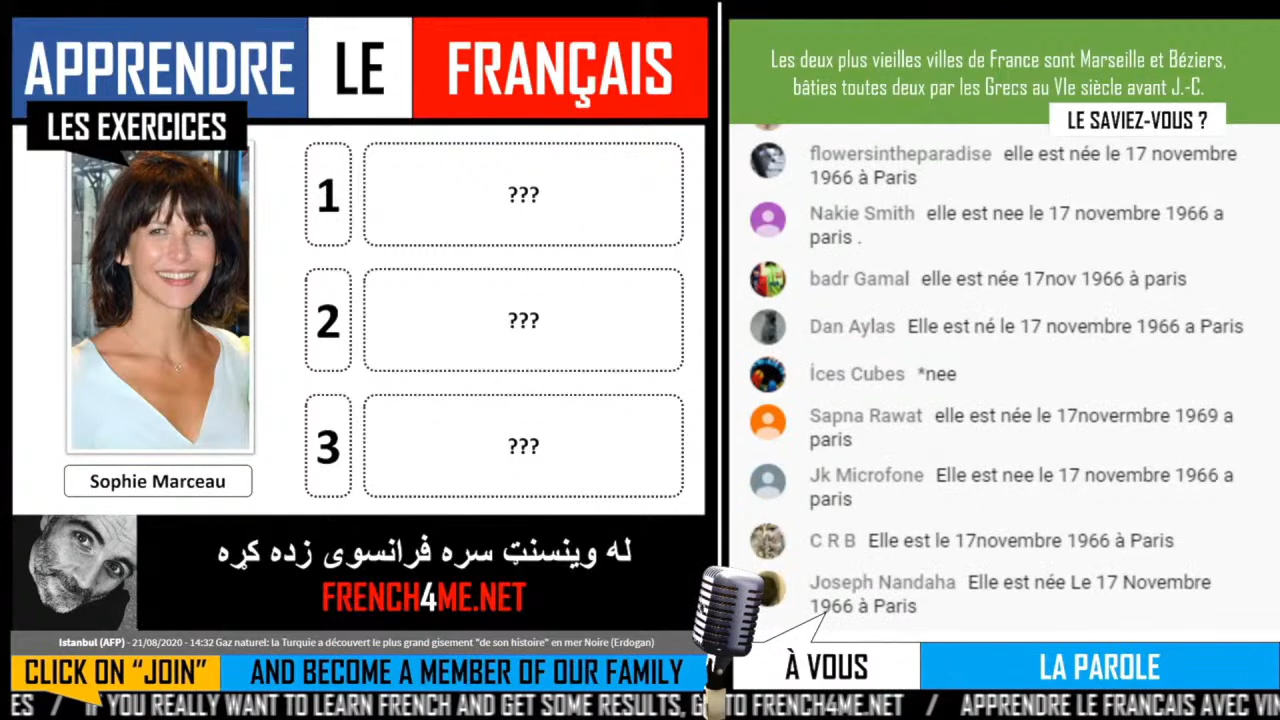 APPRENDRE LE FRANÇAIS
LES EXERCICES
1 ???
2 ???
3 ???
Sophie Marceau
له وینسنټ سره فرانسوی زده کړه
FRENCH4ME.NET
Istanbul (AFP) - 21/08/2020 - 14:32 Gaz naturel: la Turquie a découvert le plus grand gisement "de son histoire" en mer Noire (Erdogan)
CLICK ON “JOIN” AND BECOME A MEMBER OF OUR FAMILY
Les deux plus vieilles villes de France sont Marseille et Béziers,
bâties toutes deux par les Grecs au VIe siècle avant J.-C.
LE SAVIEZ-VOUS ?
flowersintheparadise elle est née le 17 novembre
1966 à Paris
Nakie Smith elle est nee le 17 novembre 1966 a
paris .
badr Gamal elle est née 17nov 1966 à paris
Dan Aylas Elle est né le 17 novembre 1966 a Paris
İces Cubes *nee
Sapna Rawat elle est née le 17novermbre 1969 a
paris
Jk Microfone Elle est nee le 17 novembre 1966 a
paris
C R B Elle est le 17novembre 1966 à Paris
Joseph Nandaha Elle est née Le 17 Novembre
1966 à Paris
À VOUS LA PAROLE
ES / IF YOU REALLY WANT TO LEARN FRENCH AND GET SOME RESULTS, G TO FRENCH4ME.NET / APPRENDRE LE FRANCAIS AVEC VIN